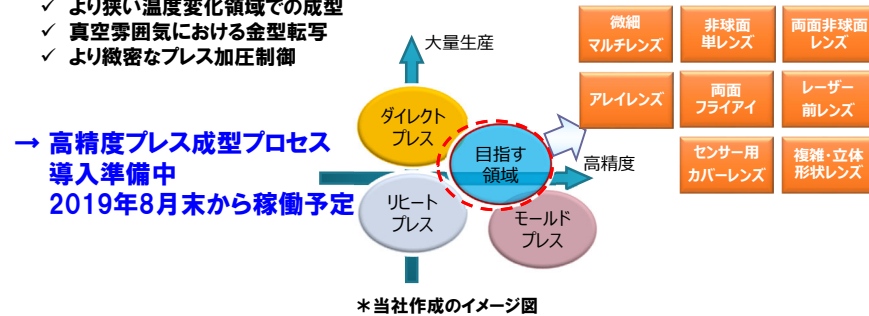 ✓ より狭い温度変化領域での成型
✓ 真空雰囲気における金型転写
✓ より緻密なプレス加圧制御
→ 高精度プレス成型プロセス
導入準備中
2019年8月末から稼働予定
大量生産
ダイレクト
プレス
目指す
領域
高精度
リヒート
プレス
モールド
プレス
微細
マルチレンズ
非球面
単レンズ
両面非球面
レンズ
アレイレンズ
両面
フライアイ
レーザー
前レンズ
センサー用
カバーレンズ
複雑・立体
形状レンズ
＊当社作成のイメージ図